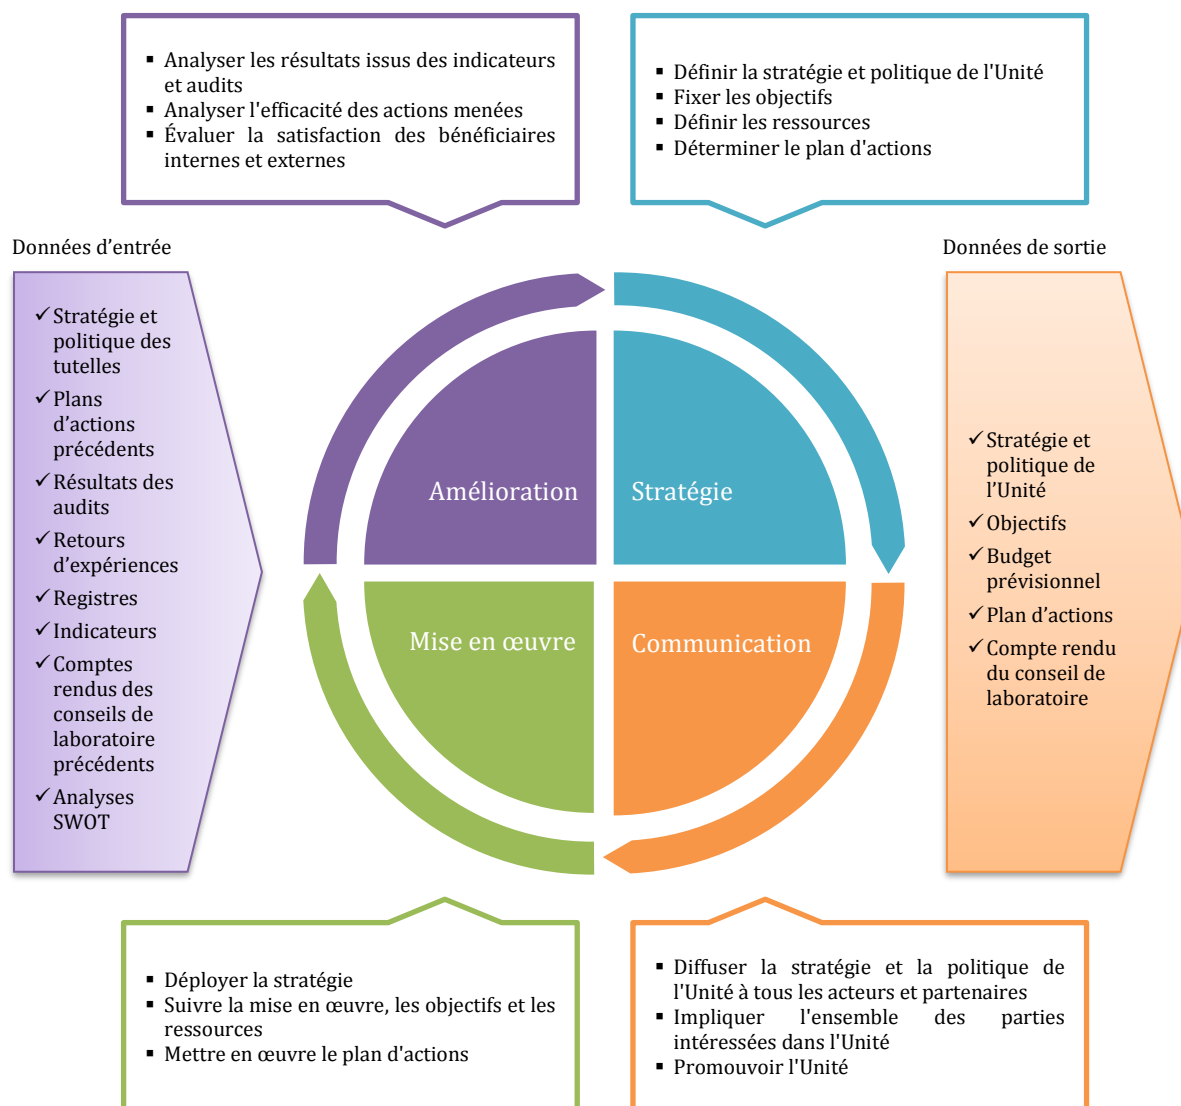 Analyser les résultats issus des indicateurs
et audits
Analyser l'efficacité des actions menées
Évaluer la satisfaction des bénéficiaires
internes et externes
Définir la stratégie et politique de l'Unité
Fixer les objectifs
Définir les ressources
Déterminer le plan d'actions
Données d’entrée
Stratégie et
politique des
tutelles
Plans
d’actions
précédents
Résultats des
audits
Retours
d’expériences
Registres
Indicateurs
Comptes
rendus des
conseils de
laboratoire
précédents
Analyses
SWOT
Amélioration
Stratégie
Mise en œuvre
Communication
Données de sortie
Stratégie et
politique de
l’Unité
Objectifs
Budget
prévisionnel
Plan d’actions
Compte rendu
du conseil de
laboratoire
Déployer la stratégie
Suivre la mise en œuvre, les objectifs et les
ressources
Mettre en œuvre le plan d'actions
Diffuser la stratégie et la politique de
l'Unité à tous les acteurs et partenaires
Impliquer l'ensemble des parties
intéressées dans l'Unité
Promouvoir l'Unité